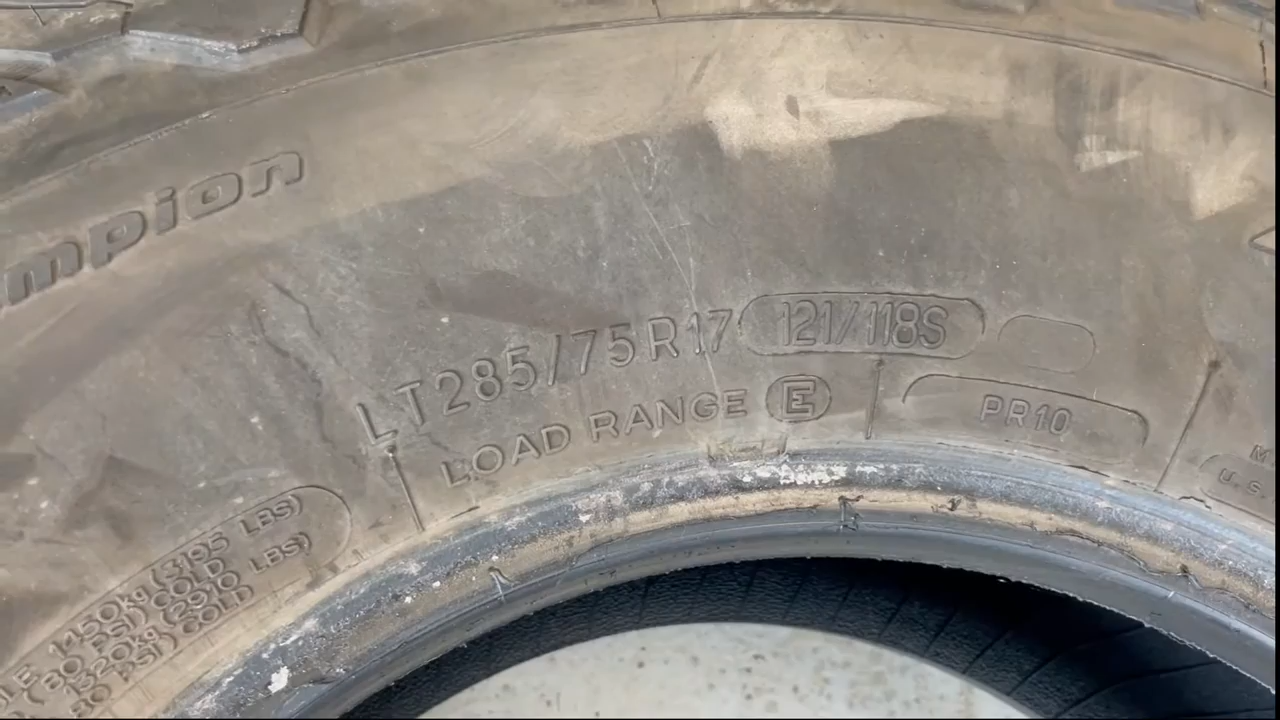 mpion
LT285/75R17 121/118S
LOAD RANGE E
PR10
E 1450kg (3195 LBS)
(80 PSI) COLD
1320kg (2910 LBS)
80 PSI) COLD
U.S.